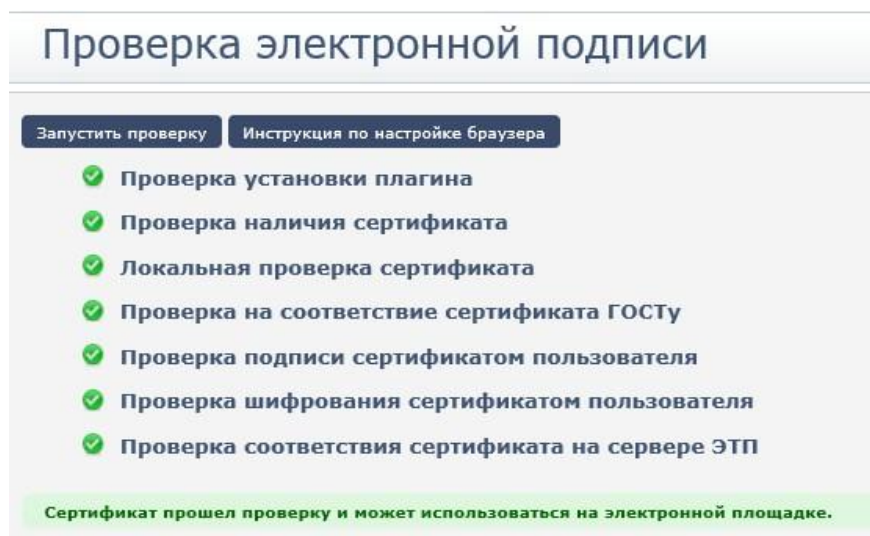 Проверка электронной подписи
Запустить проверку Инструкция по настройке браузера
Проверка установки плагина
Проверка наличия сертификата
Локальная проверка сертификата
Проверка на соответствие сертификата ГОСТу
Проверка подписи сертификатом пользователя
Проверка шифрования сертификатом пользователя
Проверка соответствия сертификата на сервере ЭТП
Сертификат прошел проверку и может использоваться на электронной площадке.